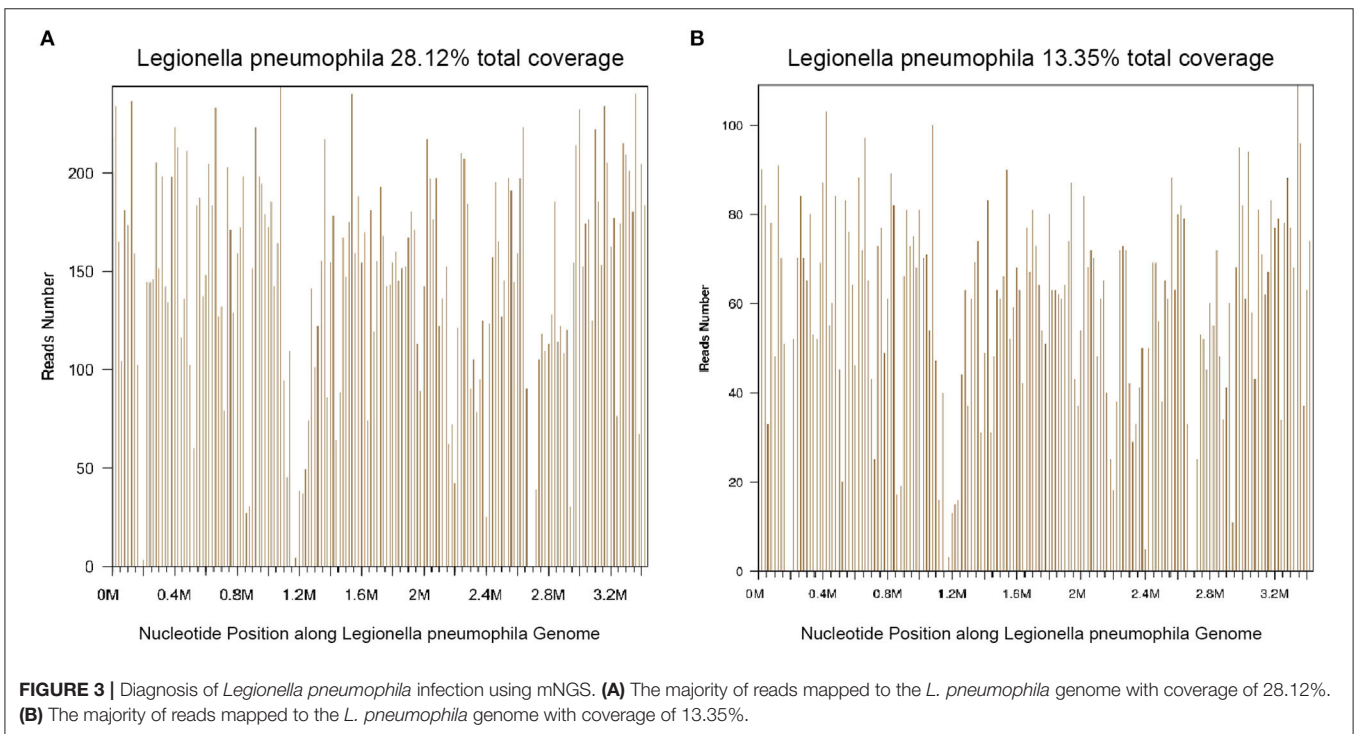 A
Legionella pneumophila 28.12% total coverage
Reads Number
200
150
100
50
0
0M 0.4M 0.8M 1.2M 1.6M 2M 2.4M 2.8M 3.2M
Nucleotide Position along Legionella pneumophila Genome
B
Legionella pneumophila 13.35% total coverage
Reads Number
100
80
60
40
20
0
0M 0.4M 0.8M 1.2M 1.6M 2M 2.4M 2.8M 3.2M
Nucleotide Position along Legionella pneumophila Genome
FIGURE 3 | Diagnosis of Legionella pneumophila infection using mNGS. (A) The majority of reads mapped to the L. pneumophila genome with coverage of 28.12%.
(B) The majority of reads mapped to the L. pneumophila genome with coverage of 13.35%.